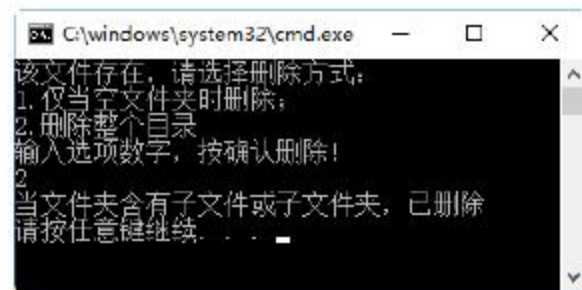 C:\windows\system32\cmd.exe
该文件存在，请选择删除方式：
1.仅当空文件夹时删除；
2.删除整个目录
输入选项数字，按确认删除！
2
当文件夹含有子文件或子文件夹，已删除
请按任意键继续. . .